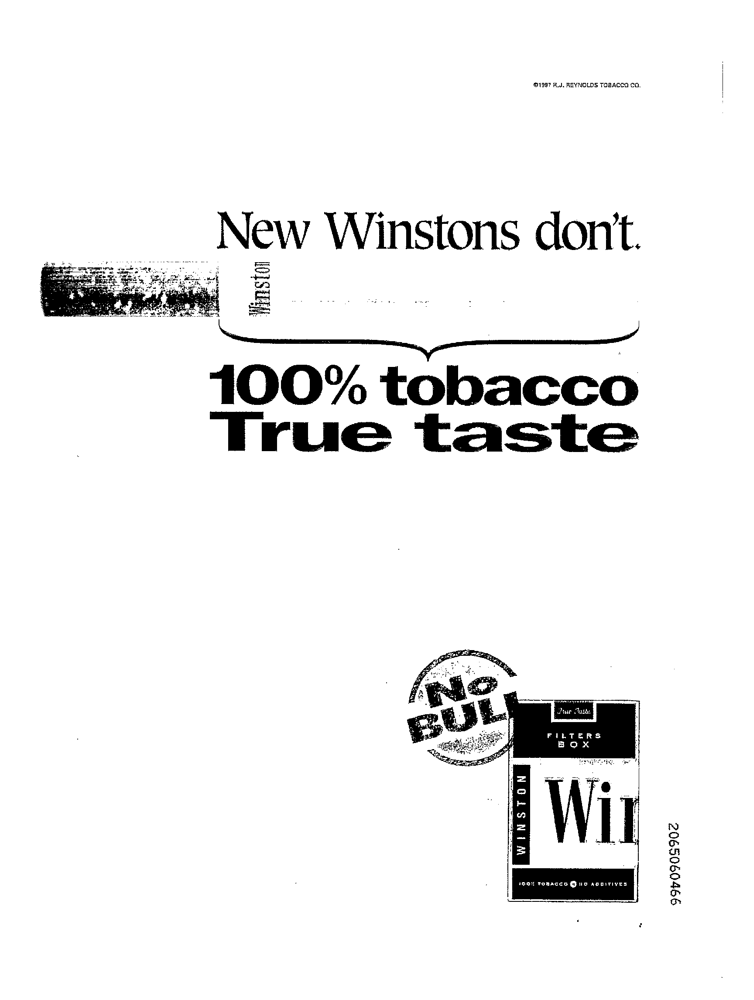 ©1997 R.J. REYNOLDS TOBACCO CO.
New Winstons don't.
Winston
100% tobacco
True taste
No
BULL
True Taste
FILTERS
BOX
WINSTON
Win
100% TOBACCO NO ADDITIVES
2065060466